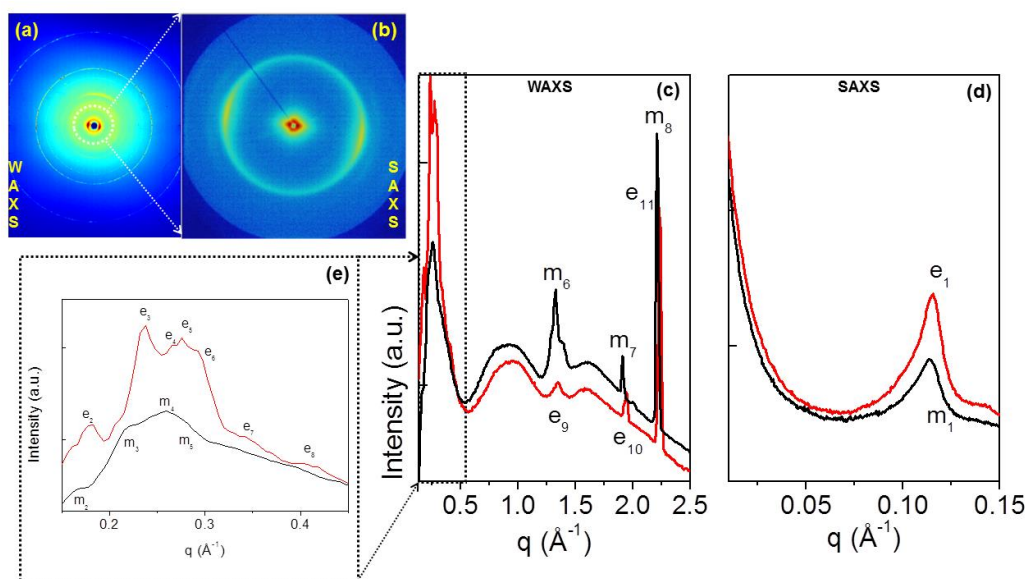 (a)
WAXS
(b)
SAXS
(c)
WAXS
m8
e11
m6
m7
e9
e10
Intensity (a.u.)
0.5 1.0 1.5 2.0 2.5
q (Å-1)
(d)
SAXS
e1
m1
0.05 0.10 0.15
q (Å-1)
(e)
e3
e4
e5
e6
e2
m4
e7
m3
m5
e8
m2
Intensity (a.u.)
0.2 0.3 0.4
q (Å-1)